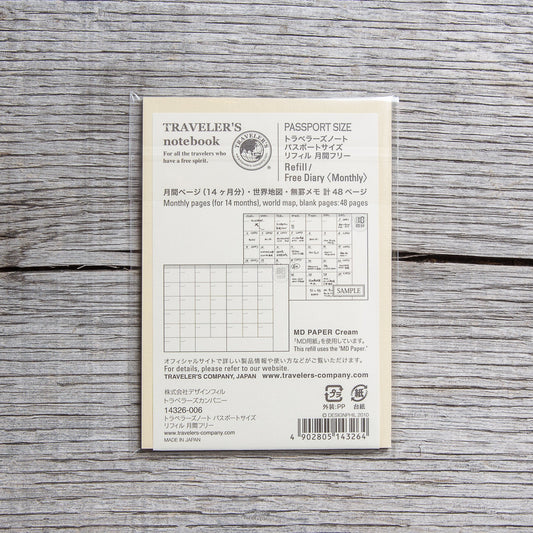 TRAVELER'S
notebook
For all the travelers who
have a free spirit.
TRAVELER'S
PASSPORT SIZE
トラベラーズノート
パスポートサイズ
リフィル 月間フリー
Refill/
Free Diary〈Monthly〉
月間ページ(14ヶ月分)・世界地図・無罫メモ 計48ページ
Monthly pages (for 14 months), world map, blank pages: 48 pages
SAMPLE
MD PAPER Cream
「MD用紙」を使用しています。
This refill uses the "MD Paper."
オフィシャルサイトで詳しい製品情報や使い方などがご覧いただけます。
For details, please refer to our website.
TRAVELER'S COMPANY, JAPAN www.travelers-company.com
株式会社デザインフィル
トラベラーズカンパニー
14326-006
トラベラーズノート パスポートサイズ
リフィル 月間フリー
www.travelers-company.com
MADE IN JAPAN
プラ 紙
外装:PP 台紙
© DESIGNPHIL 2010
4 902805 143264